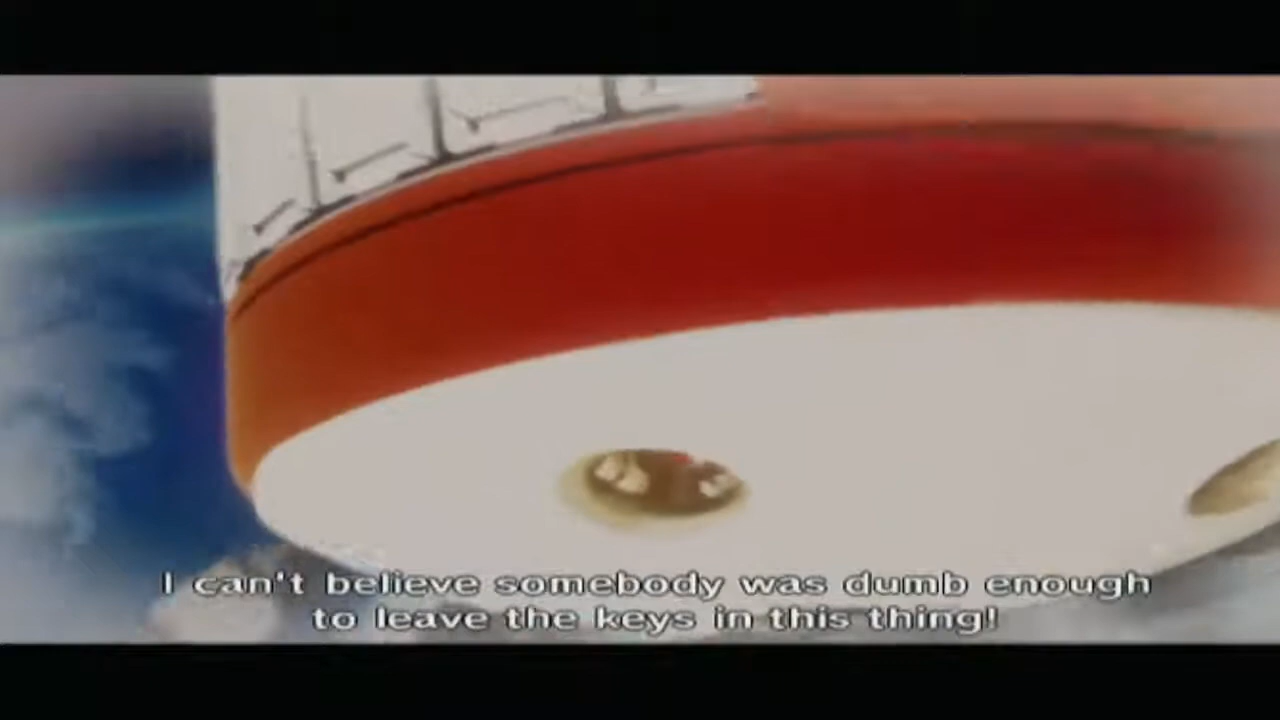 I can't believe somebody was dumb enough
to leave the keys in this thing!